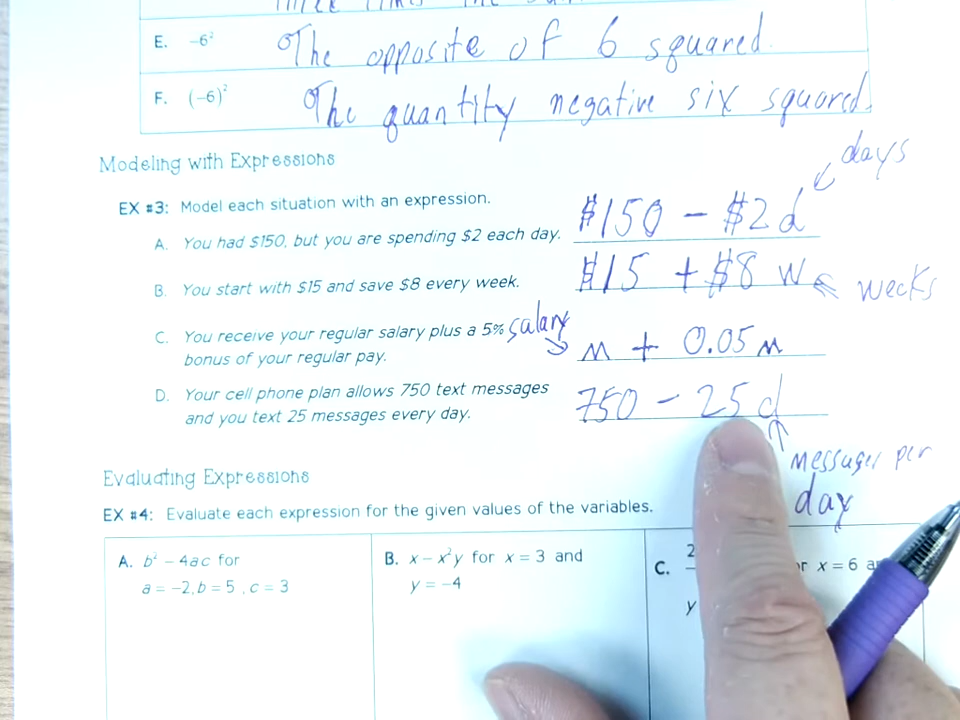 E. -6² The opposite of 6 squared
F. (-6)² The quantity negative six squared.
Modeling with Expressions
days
EX #3: Model each situation with an expression.
A. You had $150, but you are spending $2 each day. $150 - $2d
B. You start with $15 and save $8 every week. $15 + $8 w weeks
C. You receive your regular salary plus a 5% salary
bonus of your regular pay. m + 0.05 m
D. Your cell phone plan allows 750 text messages
and you text 25 messages every day. 750 - 25d
messages per
day
Evaluating Expressions
EX #4: Evaluate each expression for the given values of the variables.
A. b² - 4ac for
a = -2, b = 5, c = 3
B. x - x²y for x = 3 and
y = -4
C. 2 x = 6
y